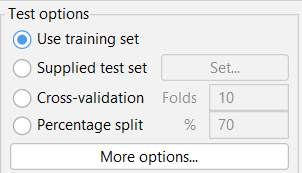 Test options
Use training set
Supplied test set Set...
Cross-validation Folds 10
Percentage split % 70
More options...